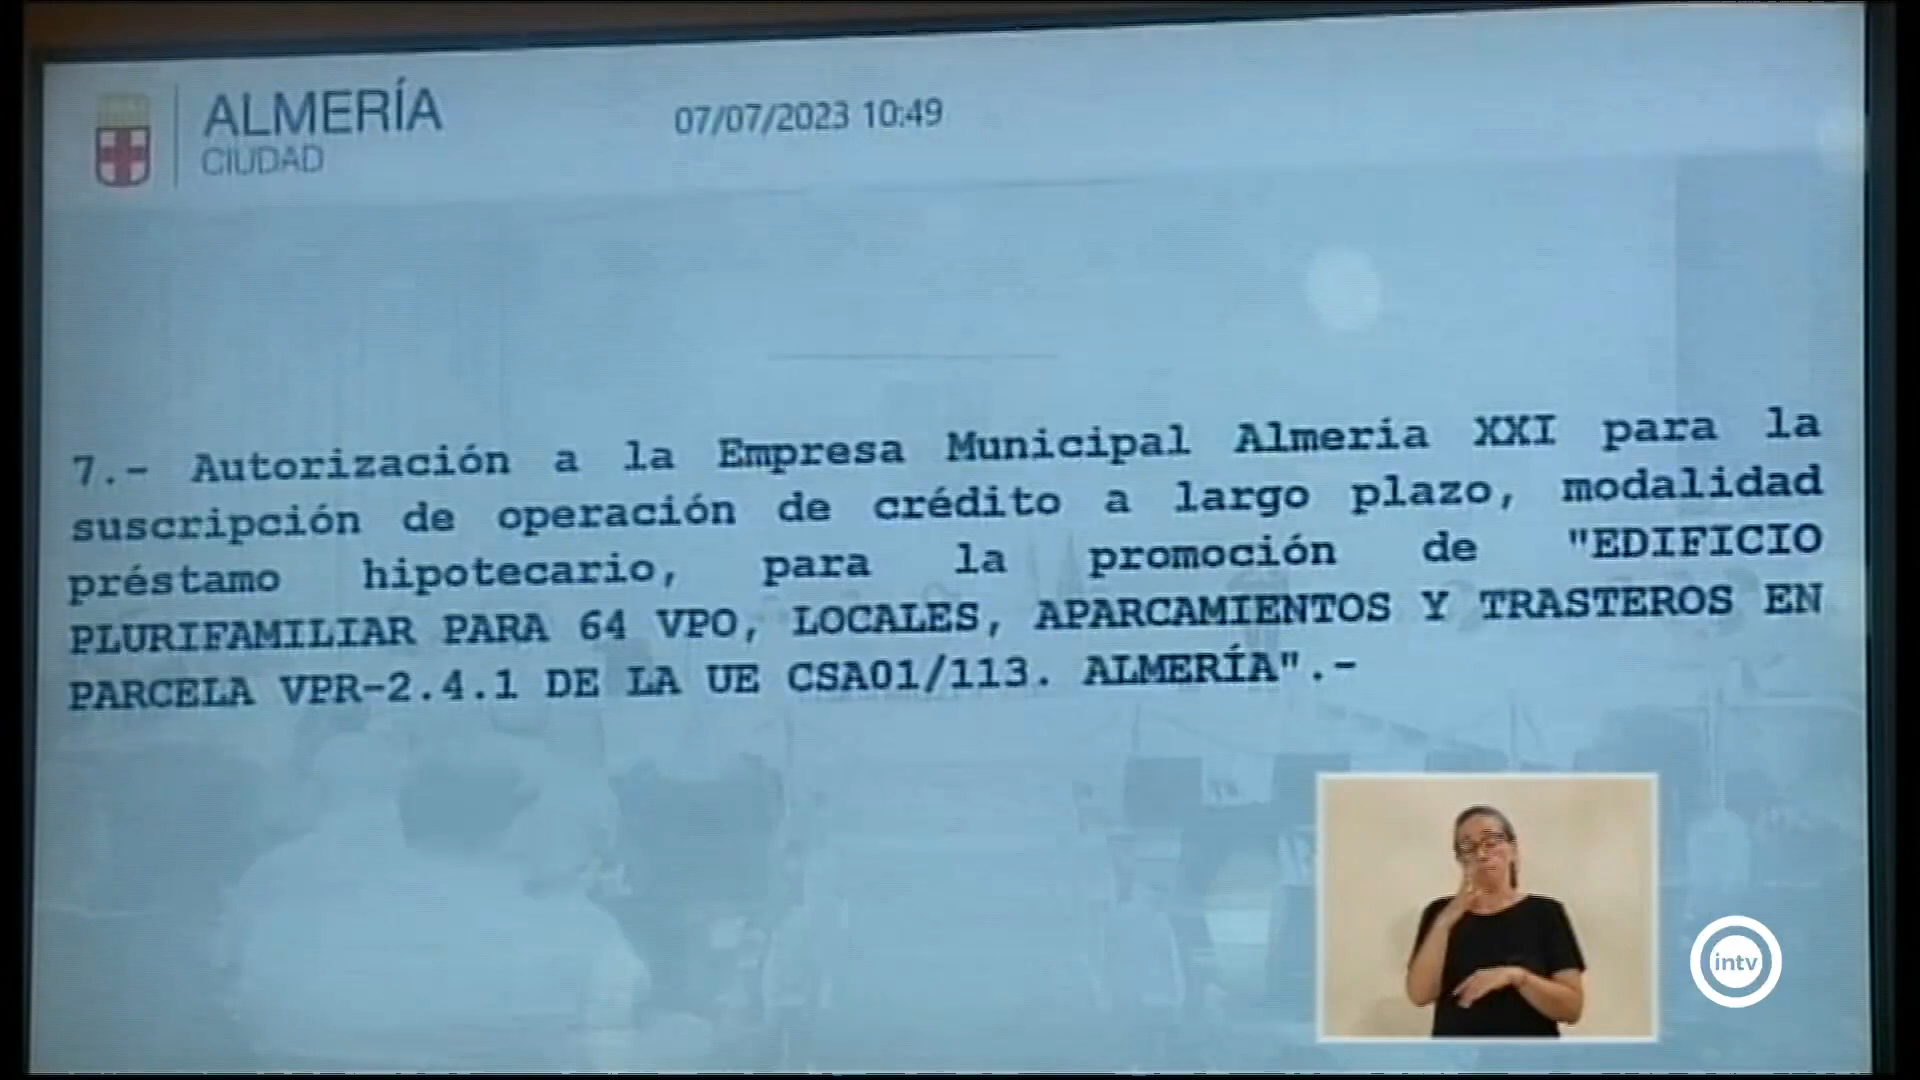 ALMERÍA
CIUDAD
07/07/2023 10:49
7.- Autorización a la Empresa Municipal Almería XXI para la
suscripción de operación de crédito a largo plazo, modalidad
préstamo hipotecario, para la promoción de "EDIFICIO
PLURIFAMILIAR PARA 64 VPO, LOCALES, APARCAMIENTOS Y TRASTEROS EN
PARCELA VPR-2.4.1 DE LA UE CSA01/113. ALMERÍA".-
intv